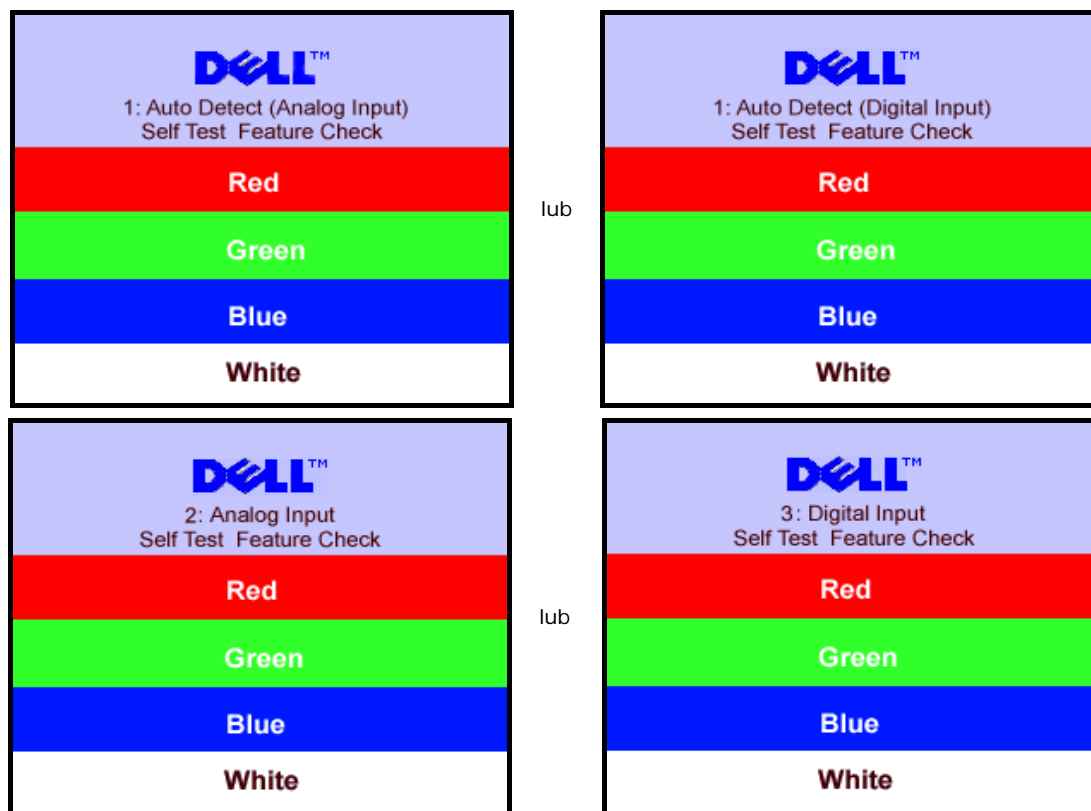 DELL™
1: Auto Detect (Analog Input)
Self Test Feature Check
Red
Green
Blue
White
lub
DELL™
1: Auto Detect (Digital Input)
Self Test Feature Check
Red
Green
Blue
White
DELL™
2: Analog Input
Self Test Feature Check
Red
Green
Blue
White
lub
DELL™
3: Digital Input
Self Test Feature Check
Red
Green
Blue
White